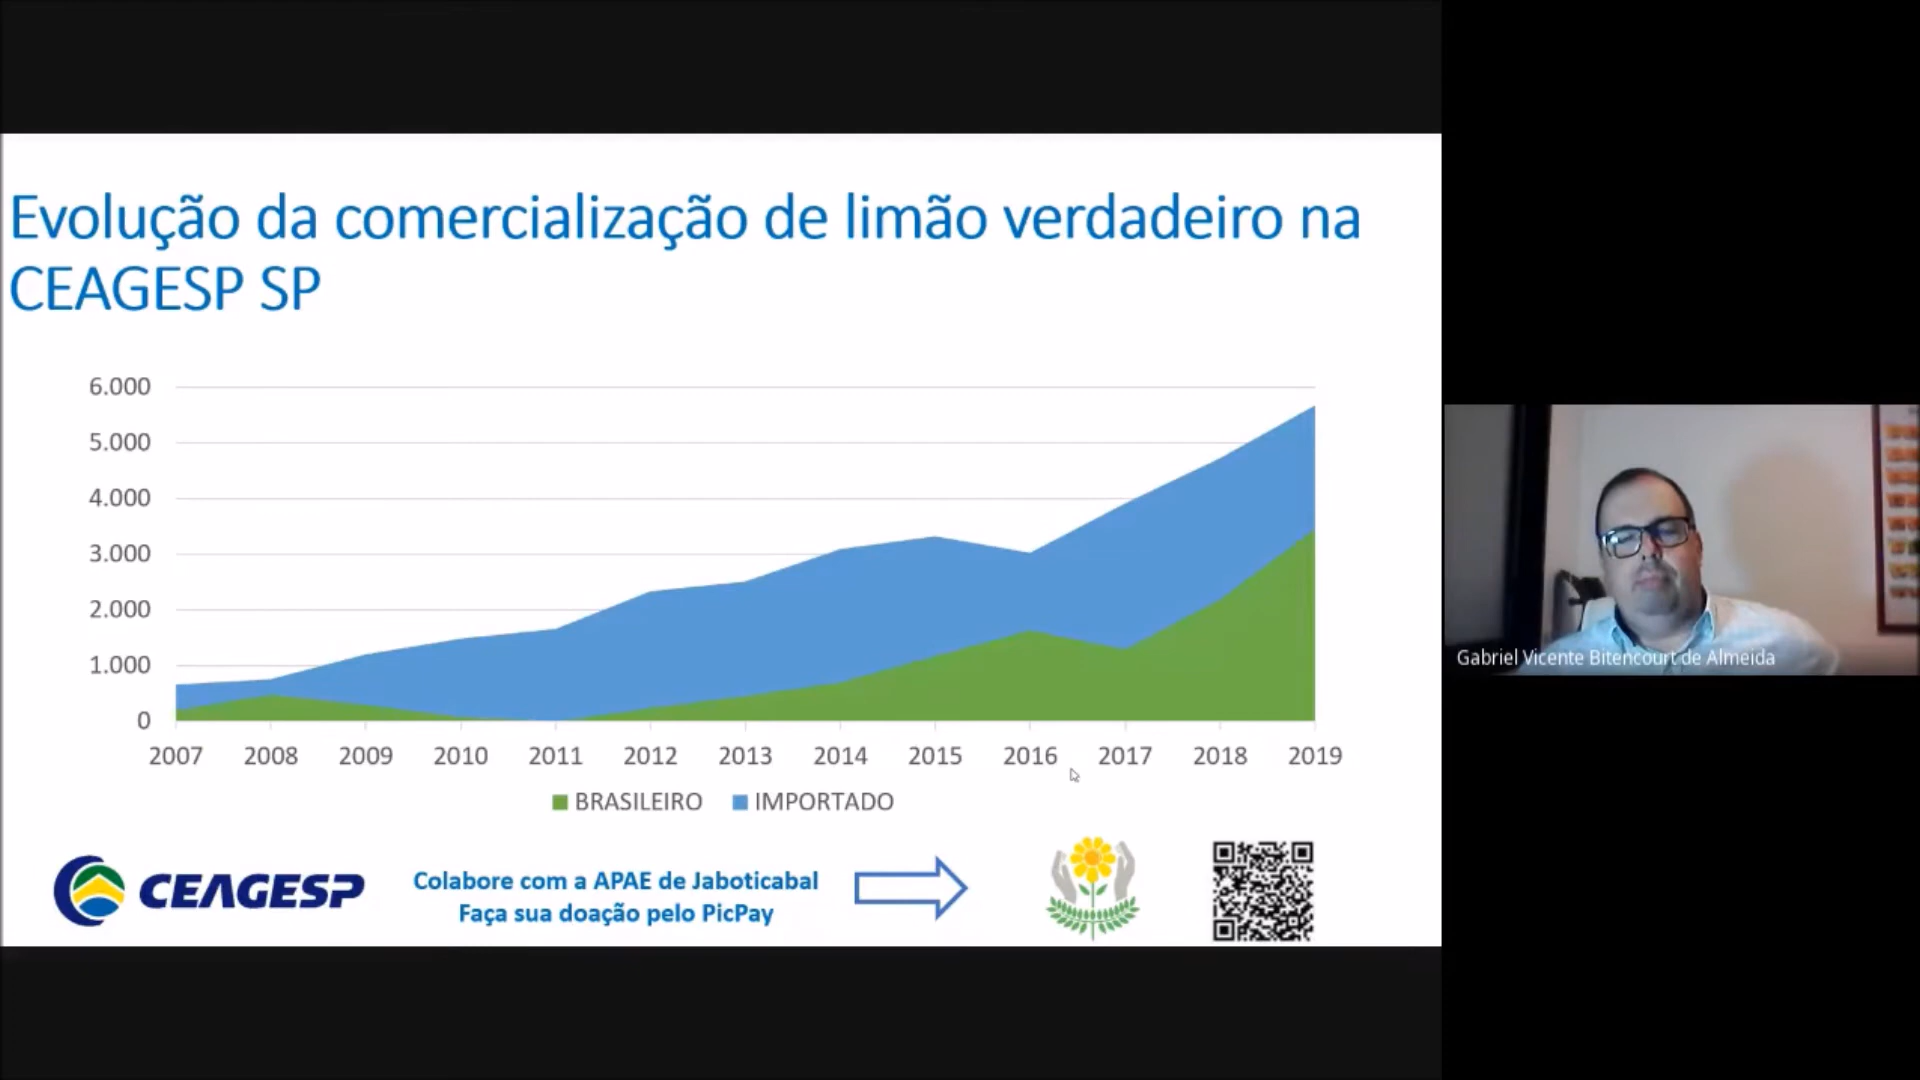 Evolução da comercialização de limão verdadeiro na
CEAGESP SP
6.000
5.000
4.000
3.000
2.000
1.000
0
2007 2008 2009 2010 2011 2012 2013 2014 2015 2016 2017 2018 2019
BRASILEIRO IMPORTADO
CEAGESP
Colabore com a APAE de Jaboticabal
Faça sua doação pelo PicPay
Gabriel Vicente Bitencourt de Almeida